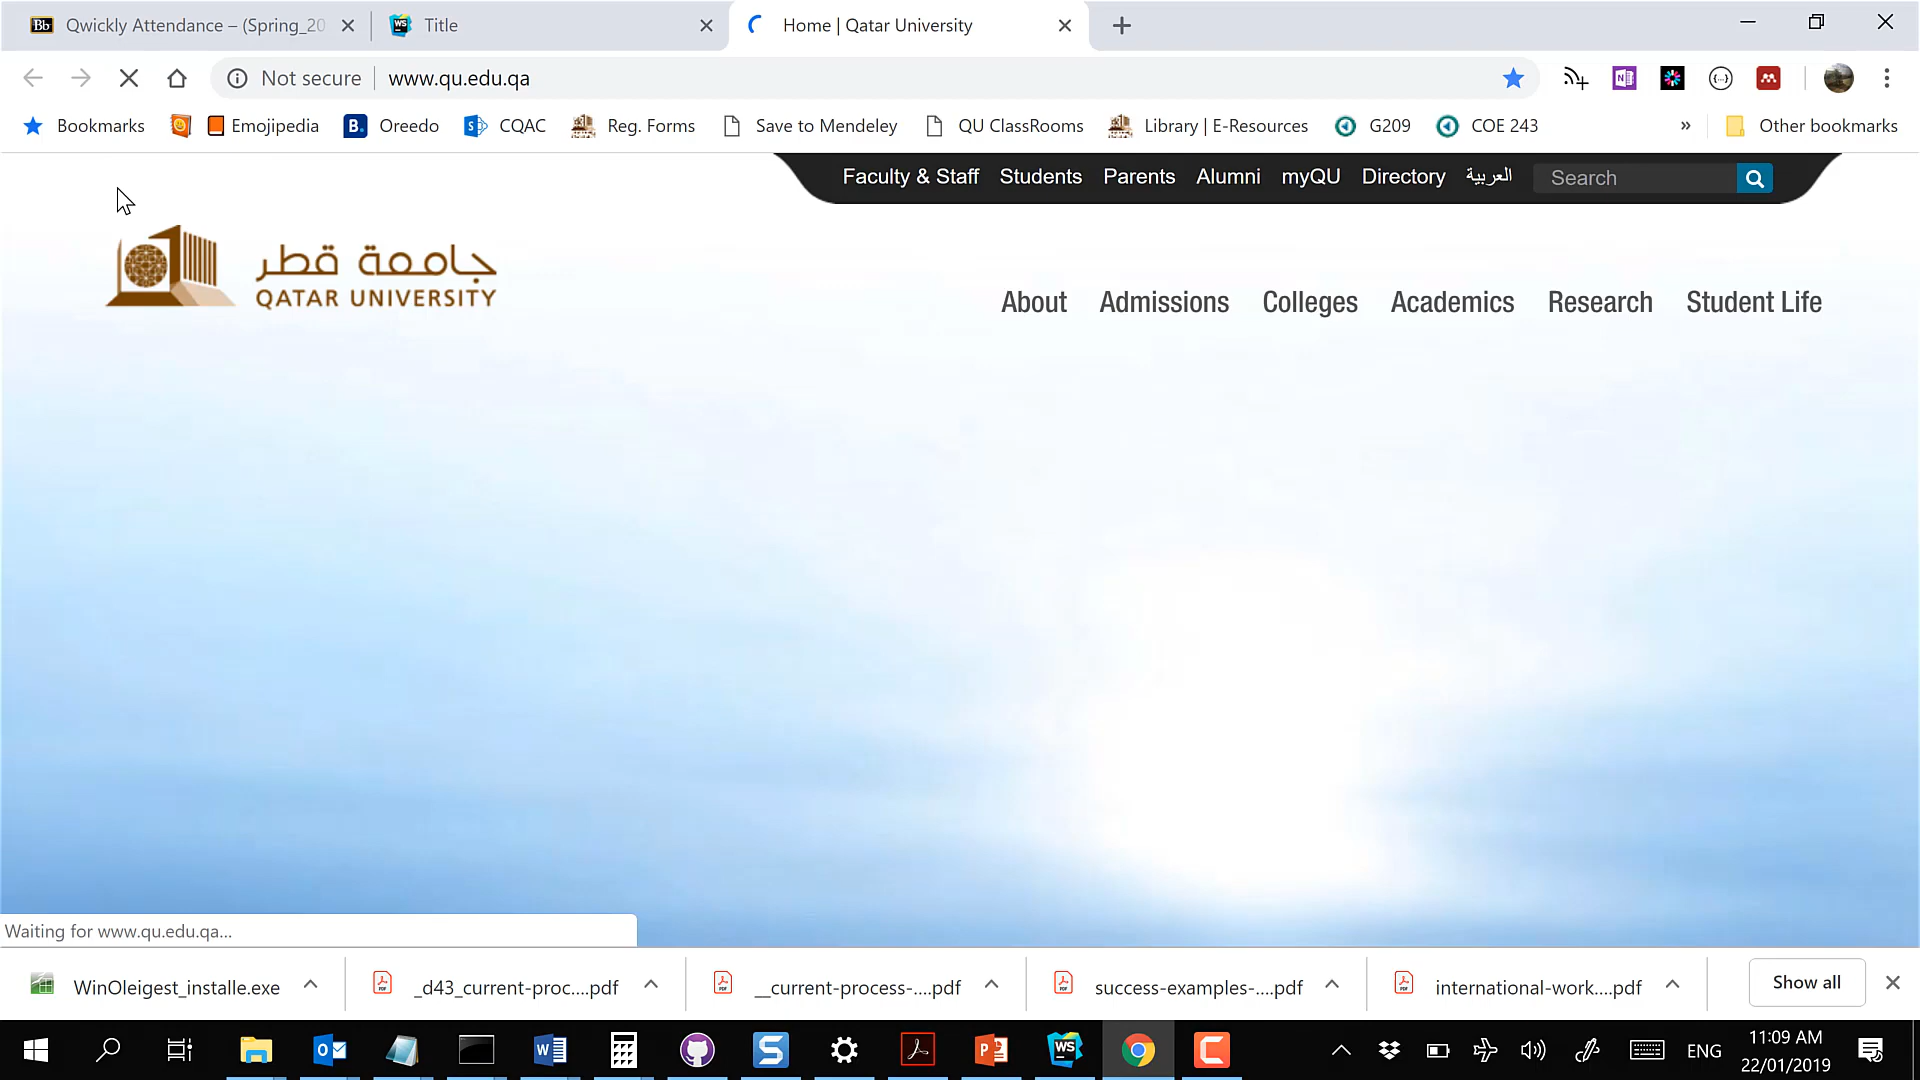 Bb Qwickly Attendance – (Spring_20
WS Title
Home | Qatar University
Not secure
www.qu.edu.qa
Bookmarks
Emojipedia
B. Oreedo
CQAC
Reg. Forms
Save to Mendeley
QU ClassRooms
Library | E-Resources
G209
COE 243
»
Other bookmarks
Faculty & Staff
Students
Parents
Alumni
myQU
Directory
العربية
Search
جامعة قطر
QATAR UNIVERSITY
About
Admissions
Colleges
Academics
Research
Student Life
Waiting for www.qu.edu.qa...
WinOleigest_installe.exe
_d43_current-proc....pdf
__current-process-....pdf
success-examples-....pdf
international-work....pdf
Show all
ENG
11:09 AM
22/01/2019